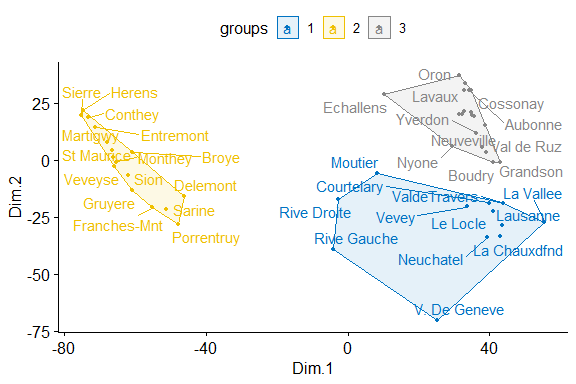 groups a 1 a 2 a 3
Oron
Sierre Herens
Lavaux
Cossonay
Echallens
Conthey
Yverdon
Aubonne
Martigwy
Entremont
Neuveville
Val de Ruz
St Maurice
Monthey
Broye
Moutier
Nyone
Grandson
Veveyse
Sion
Delemont
Courtelary
Boudry
La Vallee
Gruyere
Sarine
Rive Droite
ValdeTravers
Vevey
Lausanne
Franches-Mnt
Le Locle
Porrentruy
Rive Gauche
La Chauxdfnd
Neuchatel
V. De Geneve
25
0
-25
-50
-75
Dim.2
-80
-40
0
40
Dim.1